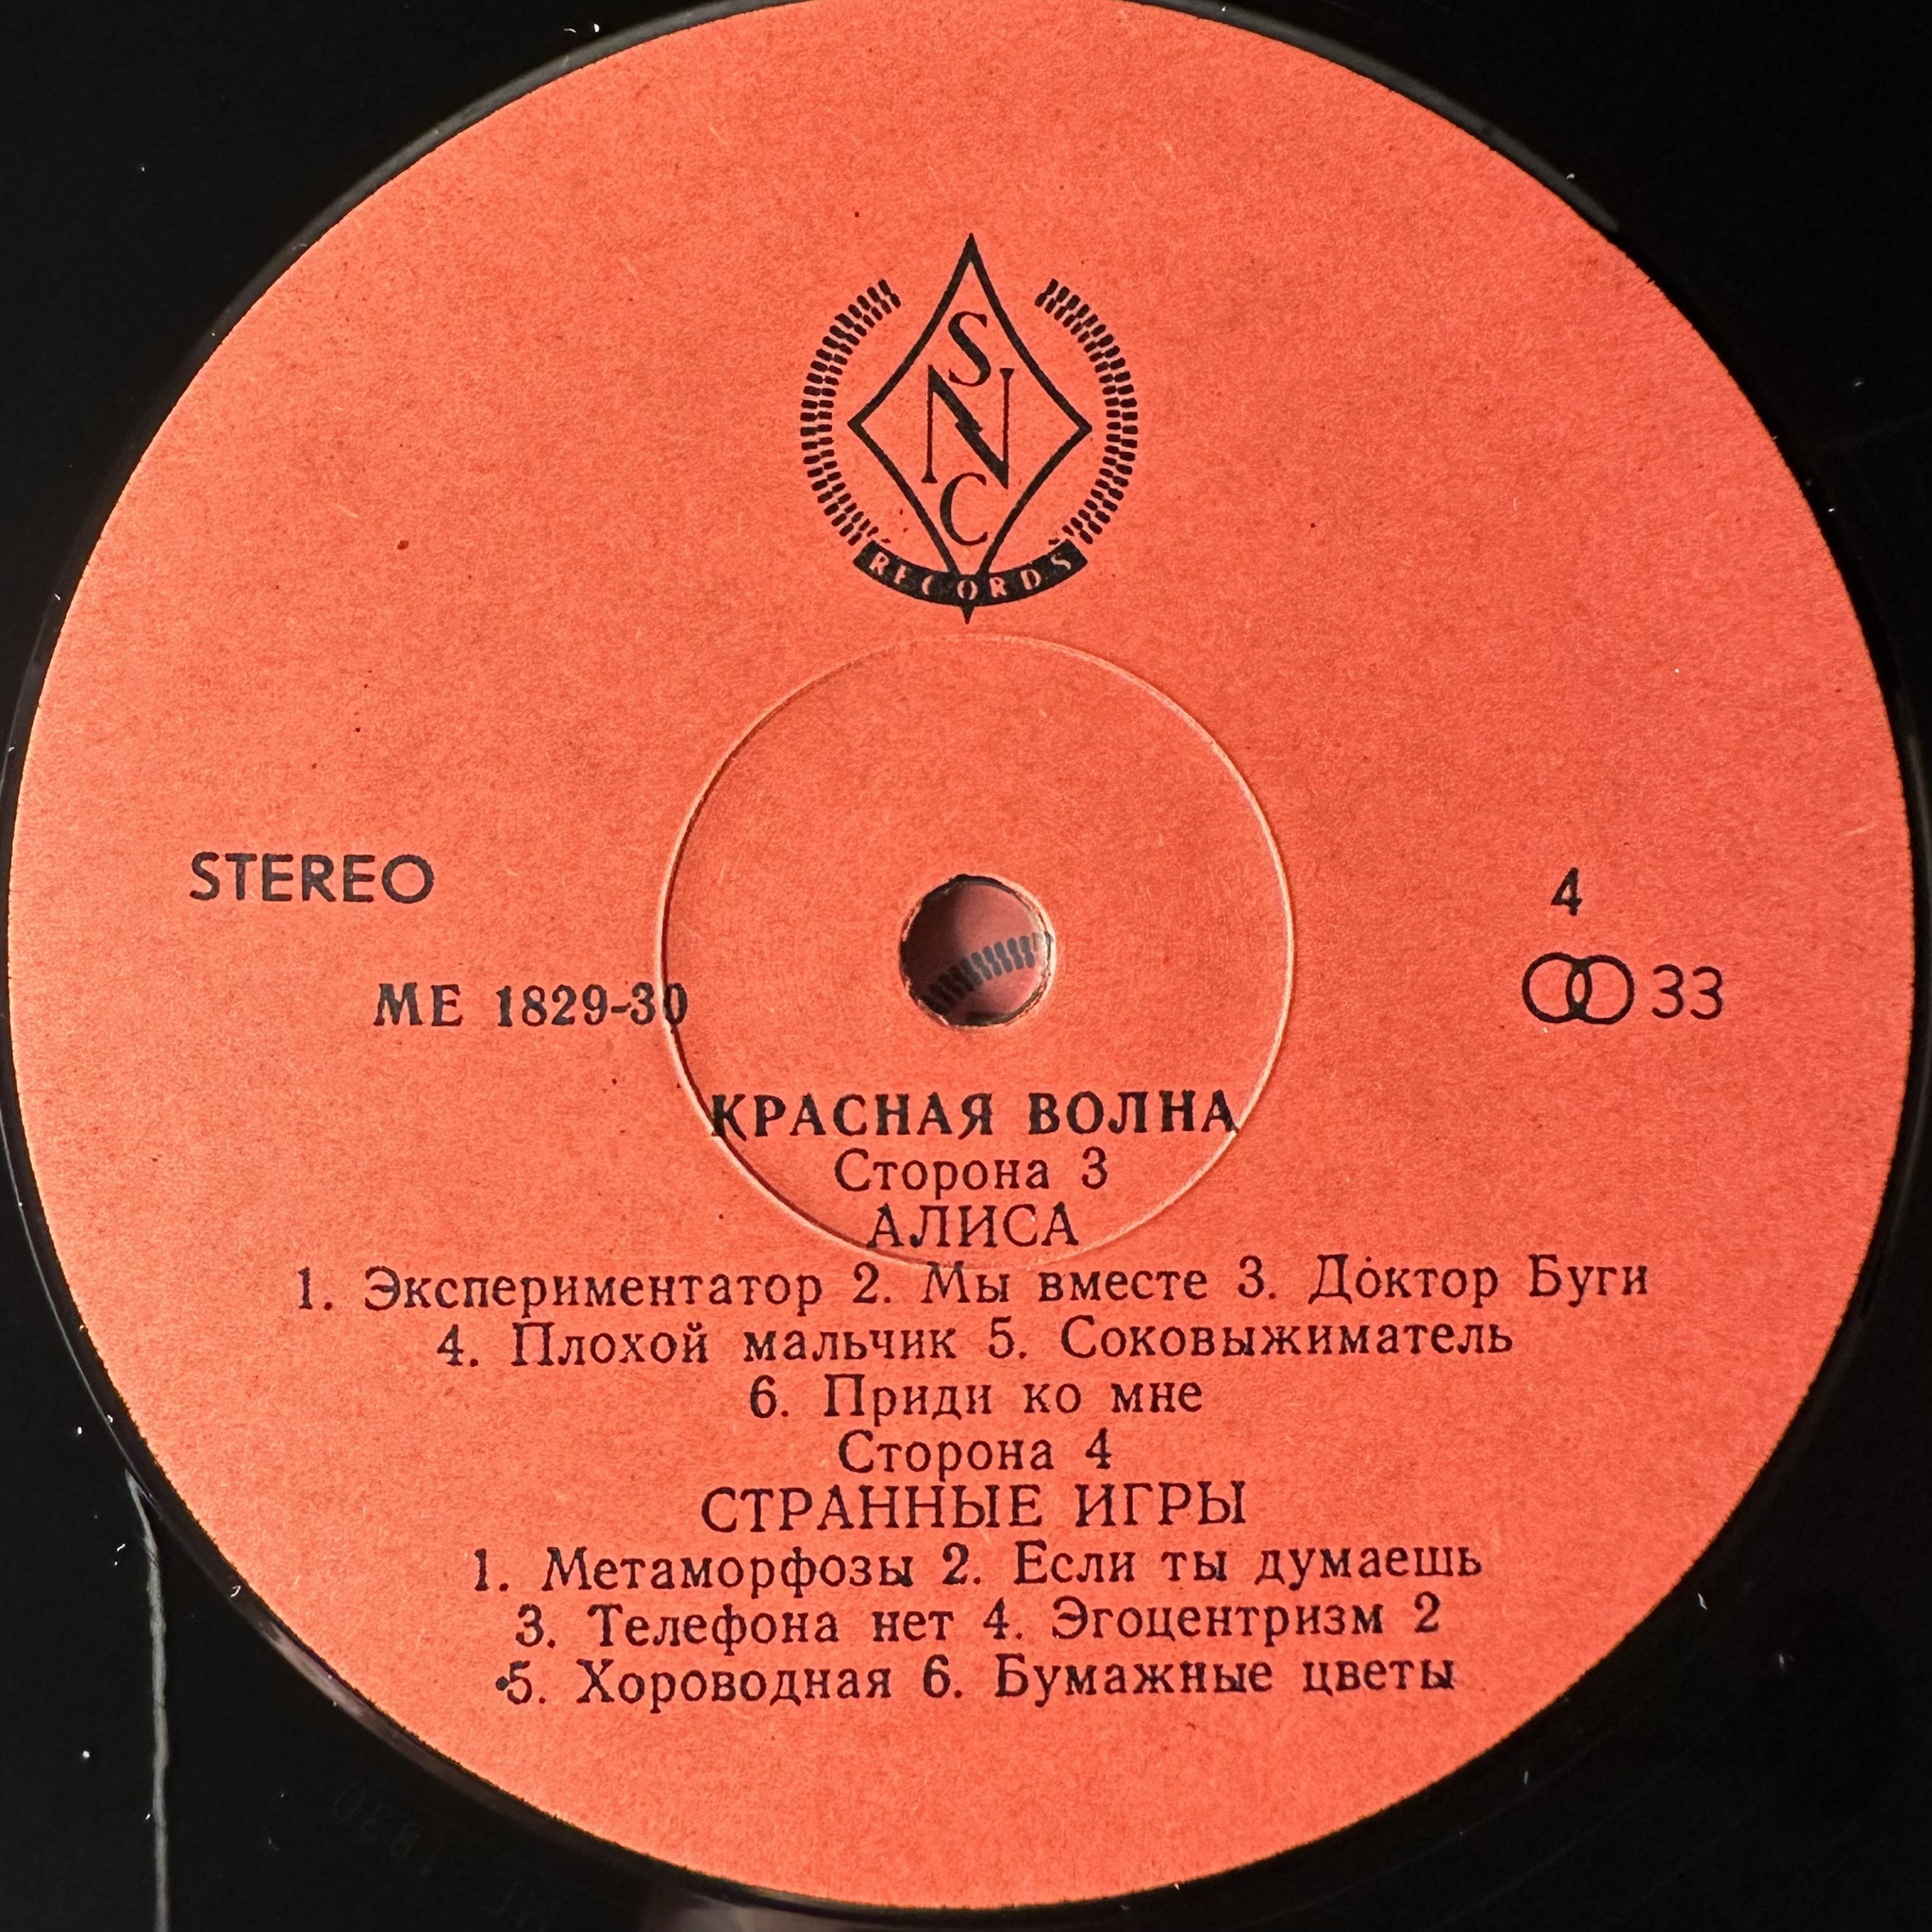 S
N
C
RECORDS
STEREO
4
33
МЕ 1829-30
КРАСНАЯ ВОЛНА
Сторона 3
АЛИСА
1. Экспериментатор 2. Мы вместе 3. Доктор Буги
4. Плохой мальчик 5. Соковыжиматель
6. Приди ко мне
Сторона 4
СТРАННЫЕ ИГРЫ
1. Метаморфозы 2. Если ты думаешь
3. Телефона нет 4. Эгоцентризм 2
5. Хороводная 6. Бумажные цветы